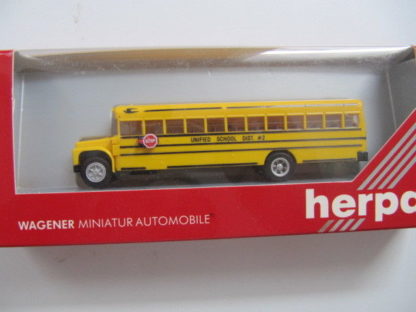 UNIFIED SCHOOL DIST. #2
STOP
WAGENER MINIATUR AUTOMOBILE
herpa